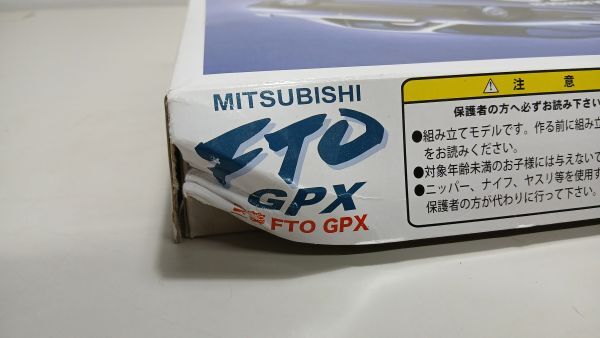 MITSUBISHI
FTO
GPX
FTO GPX
注意
保護者の方へ必ずお読み下さい
●組み立てモデルです。作る前に組み立
をお読みください。
●対象年齢未満のお子様には与えないで
●ニッパー、ナイフ、ヤスリ等を使用す
保護者の方が代わりに行って下さい。